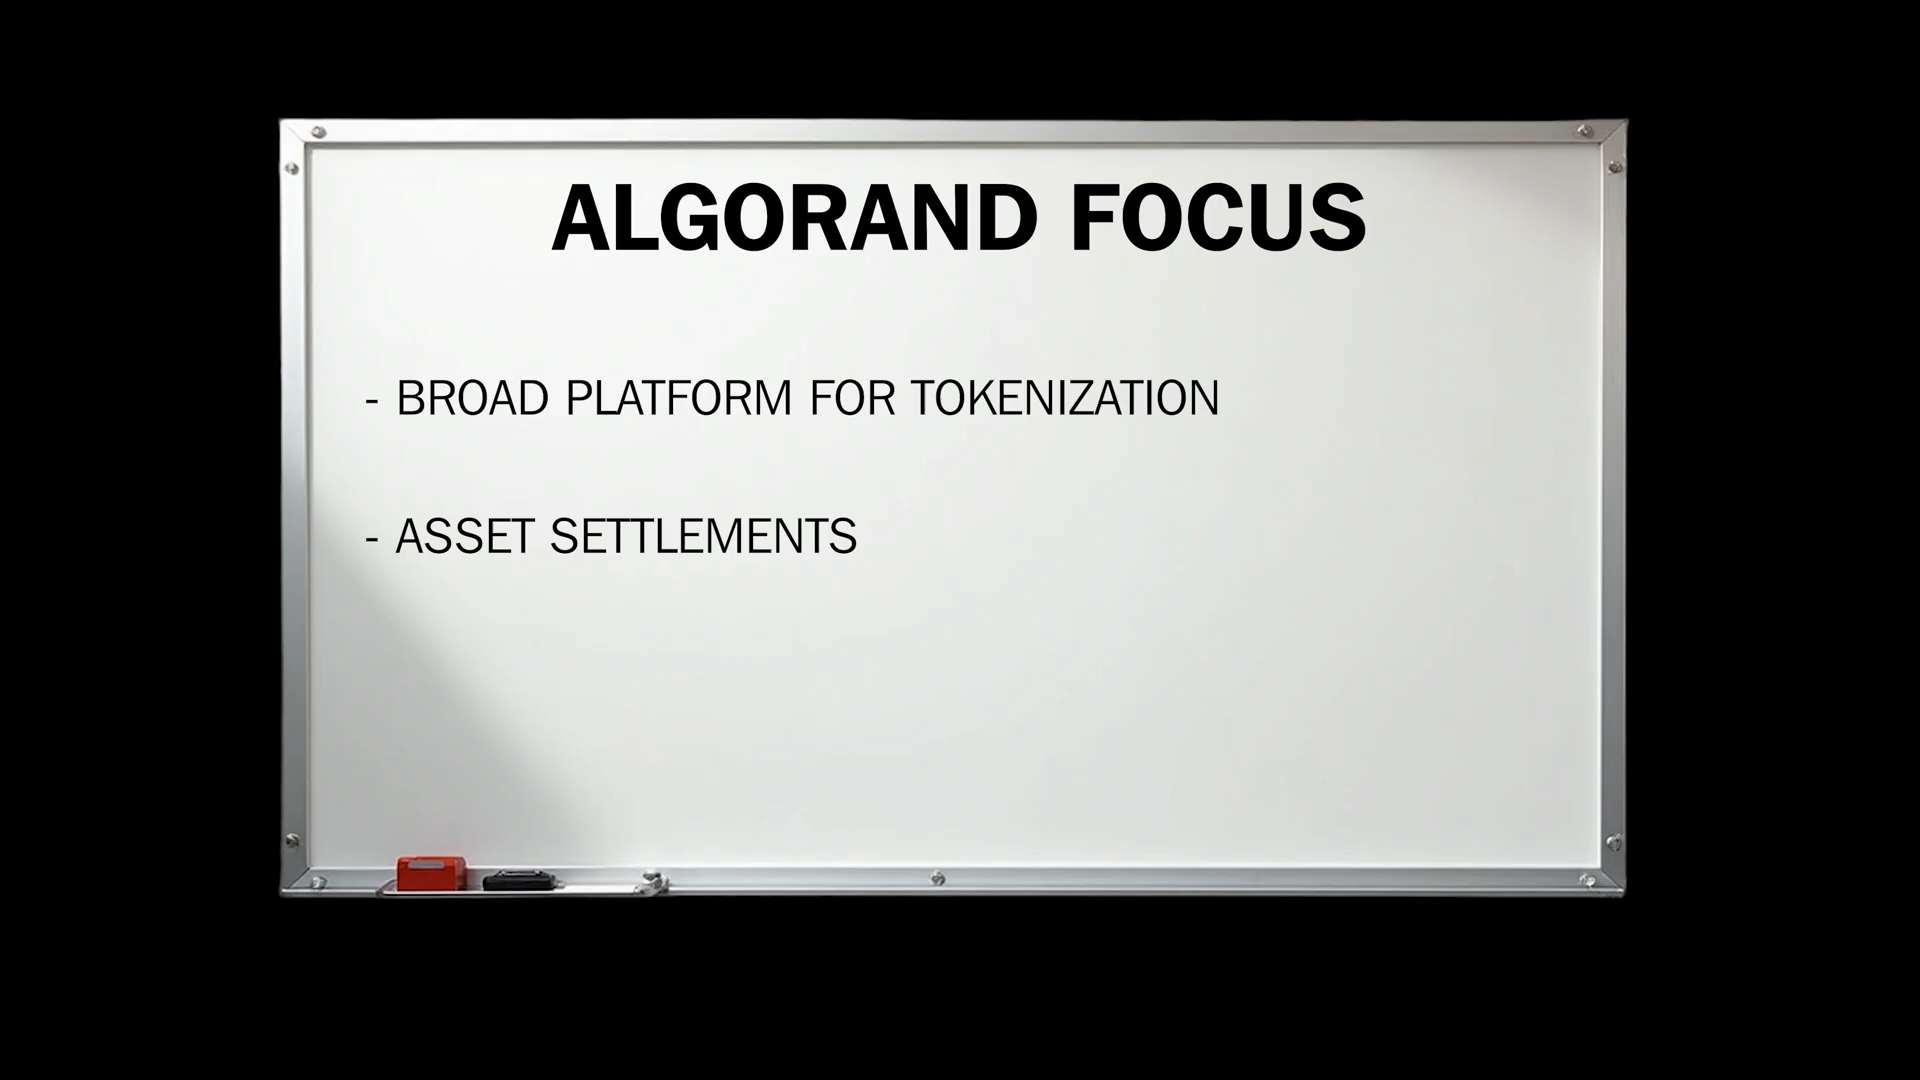 ALGORAND FOCUS
- BROAD PLATFORM FOR TOKENIZATION
- ASSET SETTLEMENTS